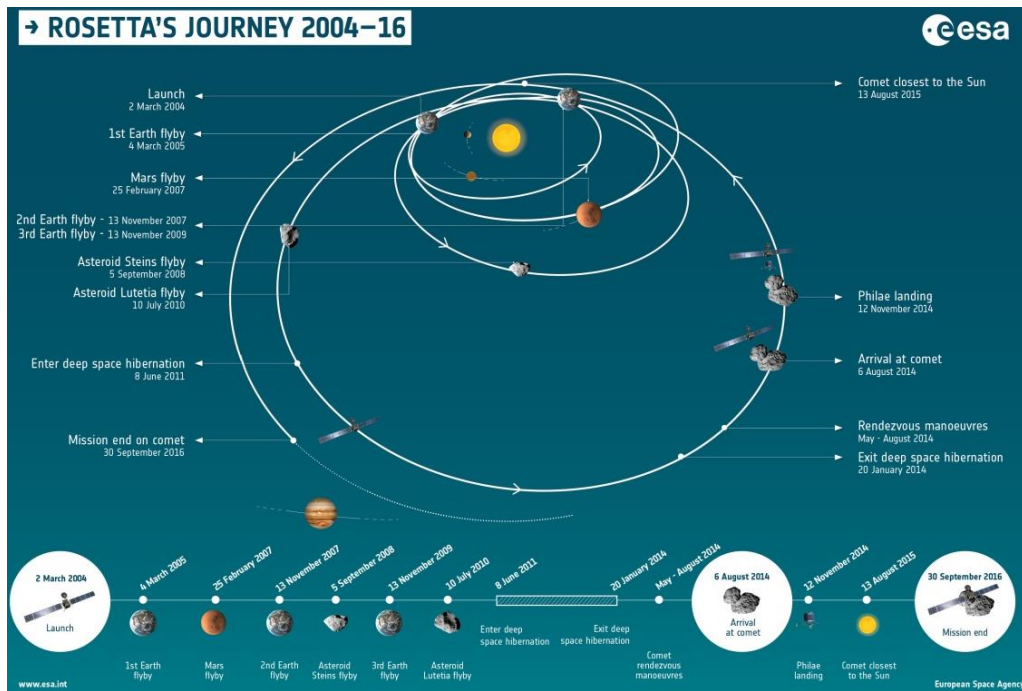 → ROSETTA'S JOURNEY 2004–16
esa
Launch
2 March 2004
1st Earth flyby
4 March 2005
Mars flyby
25 February 2007
2nd Earth flyby - 13 November 2007
3rd Earth flyby - 13 November 2009
Asteroid Steins flyby
5 September 2008
Asteroid Lutetia flyby
10 July 2010
Enter deep space hibernation
8 June 2011
Mission end on comet
30 September 2016
Comet closest to the Sun
13 August 2015
Philae landing
12 November 2014
Arrival at comet
6 August 2014
Rendezvous manoeuvres
May - August 2014
Exit deep space hibernation
20 January 2014
2 March 2004
Launch
4 March 2005
1st Earth
flyby
25 February 2007
Mars
flyby
13 November 2007
2nd Earth
flyby
5 September 2008
Asteroid
Steins flyby
13 November 2009
3rd Earth
flyby
10 July 2010
Asteroid
Lutetia flyby
8 June 2011
Enter deep
space hibernation
20 January 2014
Exit deep
space hibernation
May - August 2014
Comet
rendezvous
manoeuvres
6 August 2014
Arrival
at comet
12 November 2014
Philae
landing
13 August 2015
Comet closest
to the Sun
30 September 2016
Mission end
www.esa.int
European Space Agency